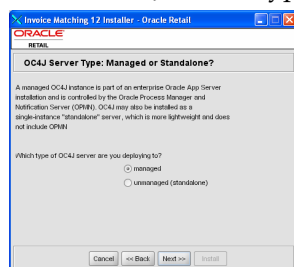 Invoice Matching 12 Installer - Oracle Retail
ORACLE
RETAIL
OC4J Server Type: Managed or Standalone?
A managed OC4J instance is part of an enterprise Oracle App Server
installation and is controlled by the Oracle Process Manager and
Notification Server (OPMN). OC4J may also be installed as a
single-instance "standalone" server, which is more lightweight and does
not include OPMN
Which type of OC4J server are you deploying to?
managed
unmanaged (standalone)
Cancel << Back Next >> Install